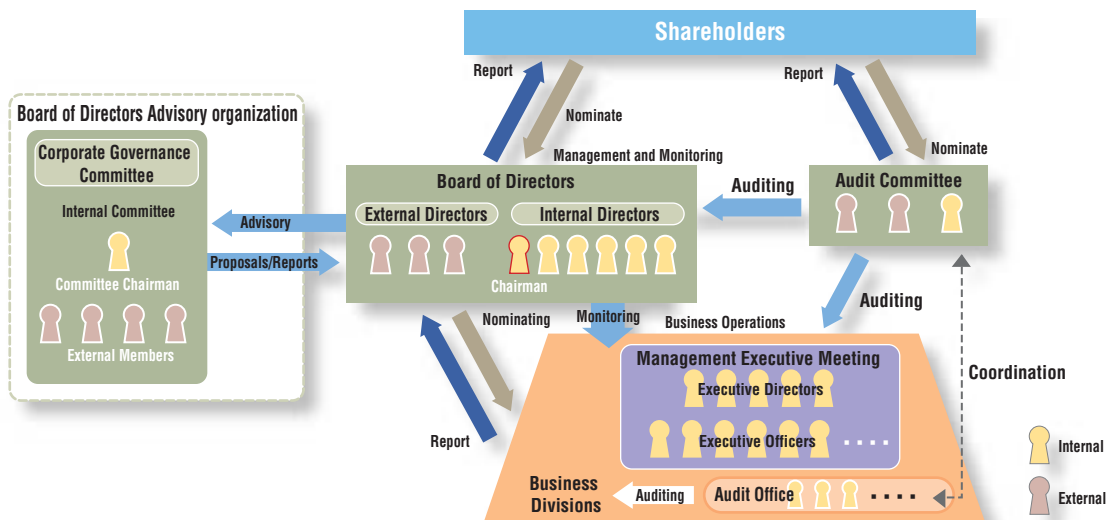 Shareholders
Report
Nominate
Report
Nominate
Management and Monitoring
Board of Directors Advisory organization
Corporate Governance
Committee
Internal Committee
Committee Chairman
External Members
Advisory
Proposals/Reports
Board of Directors
External Directors
Internal Directors
Chairman
Auditing
Audit Committee
Auditing
Coordination
Nominating
Monitoring
Report
Business Operations
Management Executive Meeting
Executive Directors
Executive Officers
Business
Divisions
Auditing
Audit Office
Internal
External